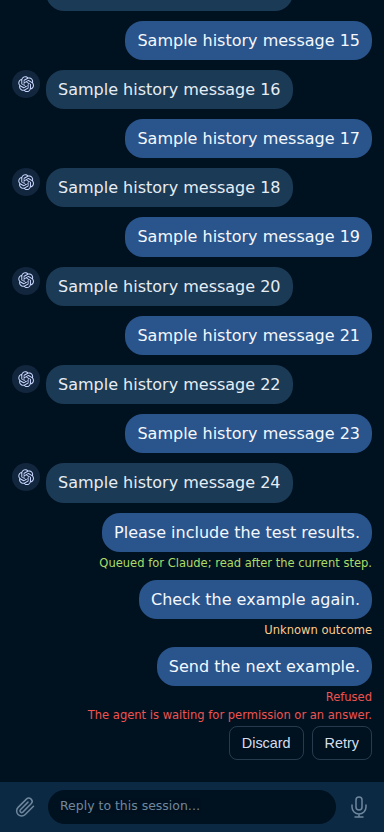 Sample history message 15
Sample history message 16
Sample history message 17
Sample history message 18
Sample history message 19
Sample history message 20
Sample history message 21
Sample history message 22
Sample history message 23
Sample history message 24
Please include the test results.
Queued for Claude; read after the current step.
Check the example again.
Unknown outcome
Send the next example.
Refused
The agent is waiting for permission or an answer.
Discard Retry
Reply to this session...